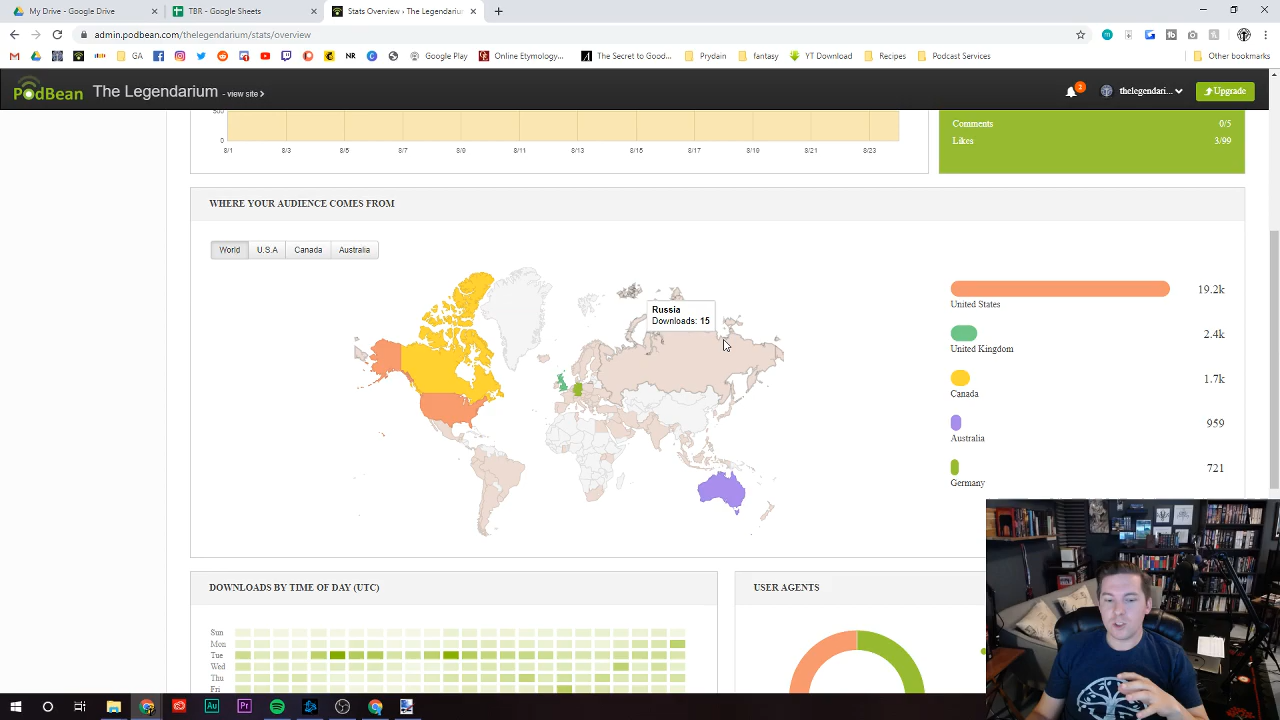 My Drive - Google Drive
TBR - Google Sheets
Stats Overview - The Legendarium
admin.podbean.com/thelegendarium/stats/overview
GA
NR
Google Play
Online Etymology...
The Secret to Good...
Prydain
fantasy
YT Download
Recipes
Podcast Services
Other bookmarks
PodBean
The Legendarium - view site
2
thelegendari...
Upgrade
0
8/1 8/3 8/5 8/7 8/9 8/11 8/13 8/15 8/17 8/19 8/21 8/23
Comments 0/5
Likes 3/99
WHERE YOUR AUDIENCE COMES FROM
World U.S.A Canada Australia
Russia
Downloads: 15
19.2k
United States
2.4k
United Kingdom
1.7k
Canada
959
Australia
721
Germany
DOWNLOADS BY TIME OF DAY (UTC)
Sun
Mon
Tue
Wed
Thu
Fri
USER AGENTS
Au
Pr